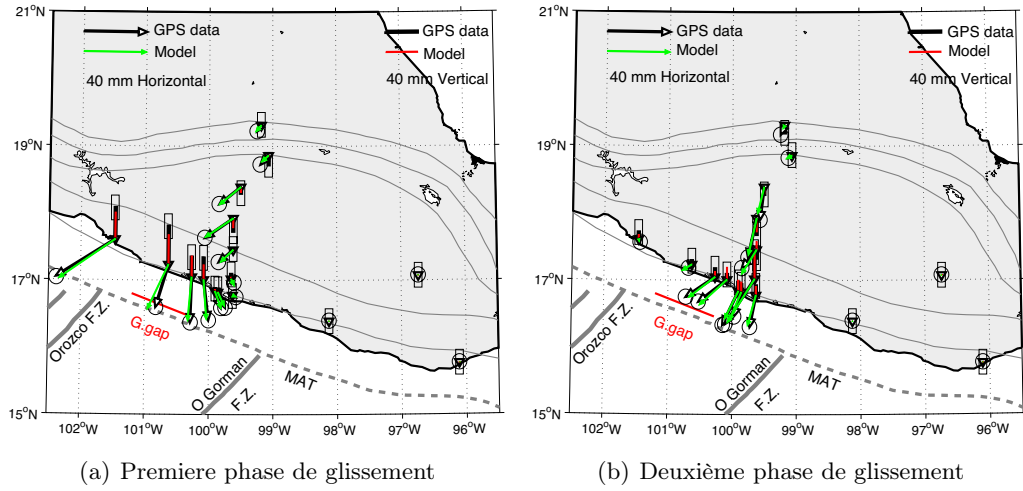 21°N
19°N
17°N
15°N
102°W
101°W
100°W
99°W
98°W
97°W
96°W
GPS data
Model
40 mm Horizontal
GPS data
Model
40 mm Vertical
Orozco F.Z.
G.gap
O Gorman
F.Z.
MAT
(a) Premiere phase de glissement
21°N
19°N
17°N
15°N
102°W
101°W
100°W
99°W
98°W
97°W
96°W
GPS data
Model
40 mm Horizontal
GPS data
Model
40 mm Vertical
Orozco F.Z.
G.gap
O Gorman
F.Z.
MAT
(b) Deuxième phase de glissement